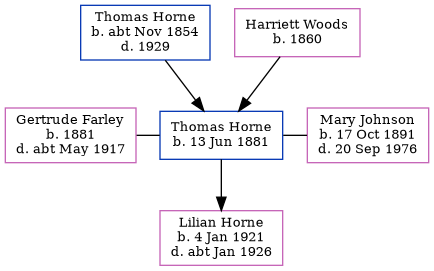 Thomas Horne
b. abt Nov 1854
d. 1929
Harriett Woods
b. 1860
Gertrude Farley
b. 1881
d. abt May 1917
Thomas Horne
b. 13 Jun 1881
Mary Johnson
b. 17 Oct 1891
d. 20 Sep 1976
Lilian Horne
b. 4 Jan 1921
d. abt Jan 1926